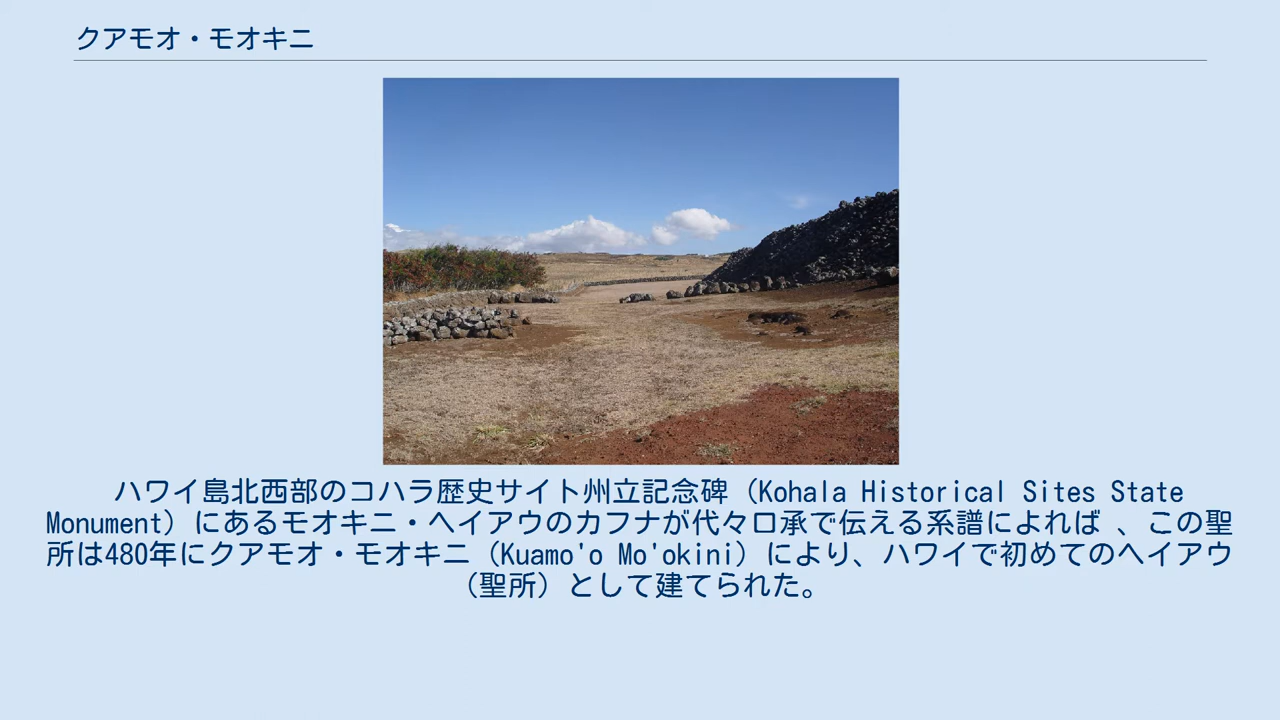 クアモオ・モオキニ
ハワイ島北西部のコハラ歴史サイト州立記念碑（Kohala Historical Sites State
Monument）にあるモオキニ・ヘイアウのカフナが代々口承で伝える系譜によれば 、この聖
所は480年にクアモオ・モオキニ（Kuamo'o Mo'okini）により、ハワイで初めてのヘイアウ
（聖所）として建てられた。